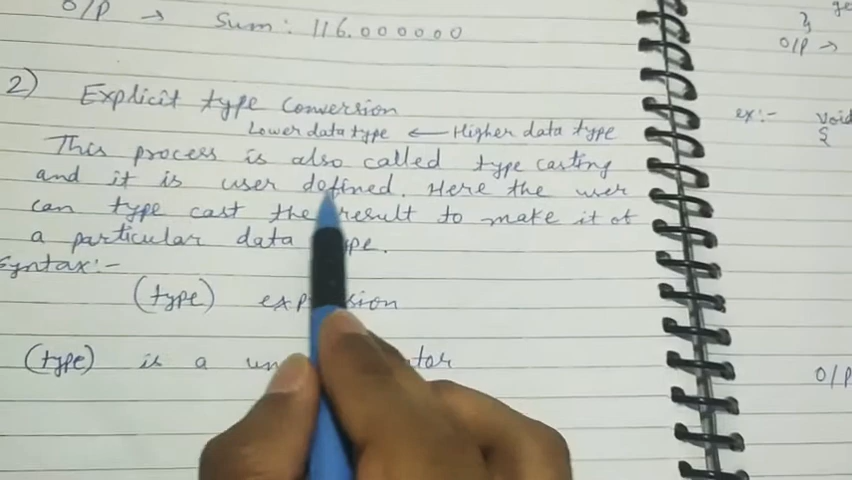 O/P → Sum: 116.000000
2) Explicit type Conversion
Lower data type ← Higher data type
This process is also called type casting
and it is user defined. Here the user
can type cast the result to make it of
a particular data
Syntax:-
(type)
(type) is a
O/P →
ex:- void
{
O/P